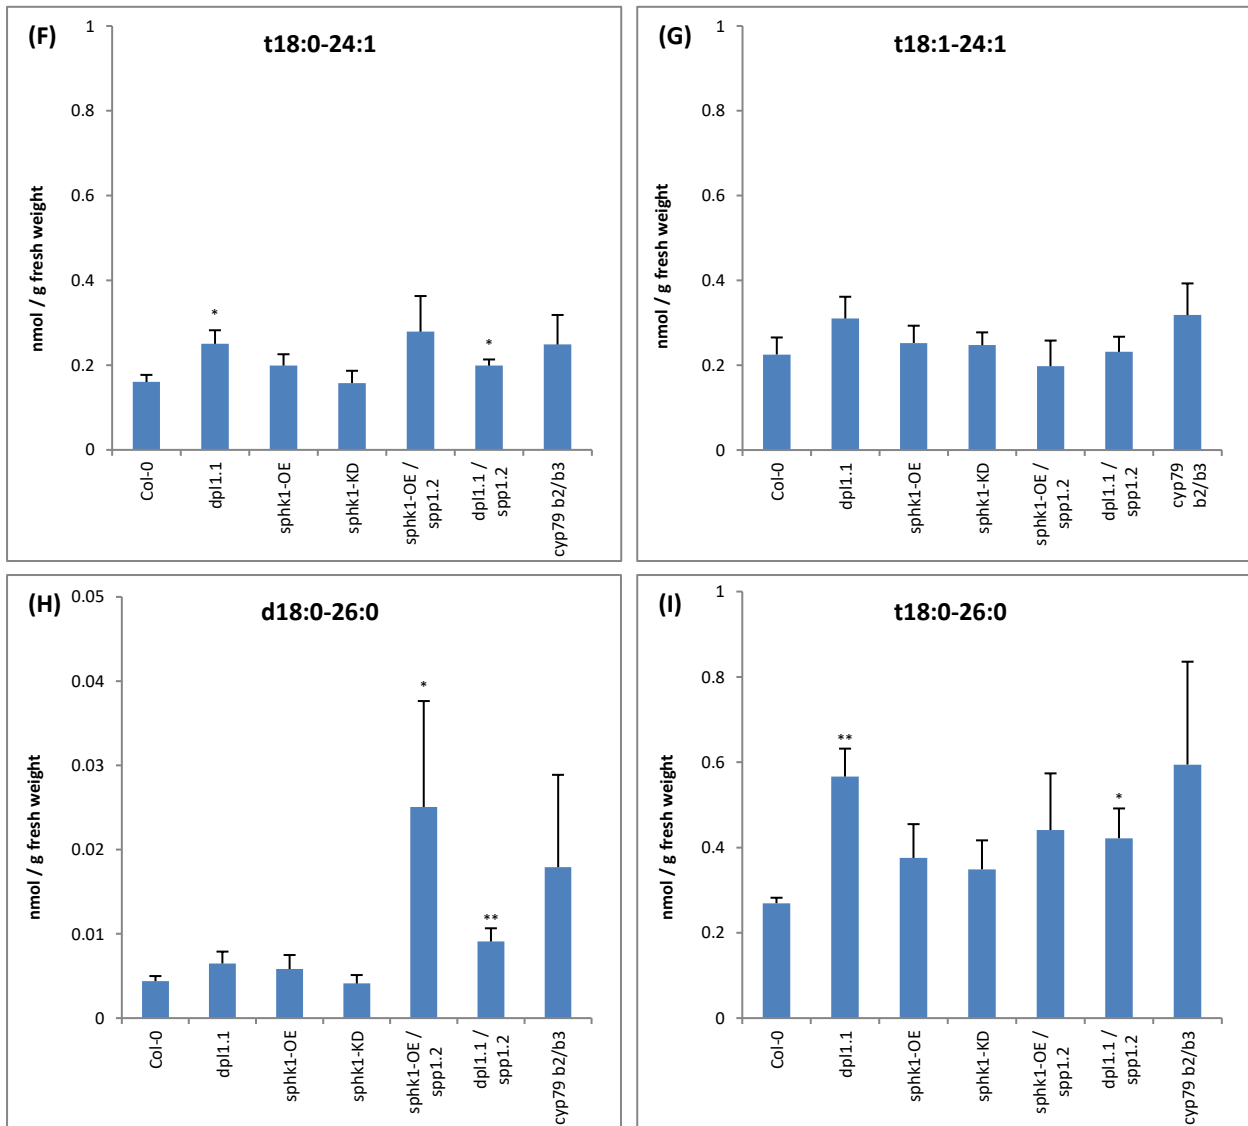 (F)
t18:0-24:1
nmol / g fresh weight
1
0.8
0.6
0.4
0.2
0
*
*
Col-0
dpl1.1
sphk1-OE
sphk1-KD
sphk1-OE /
spp1.2
dpl1.1 /
spp1.2
cyp79 b2/b3
(G)
t18:1-24:1
nmol / g fresh weight
1
0.8
0.6
0.4
0.2
0
Col-0
dpl1.1
sphk1-OE
sphk1-KD
sphk1-OE /
spp1.2
dpl1.1 /
spp1.2
cyp79
b2/b3
(H)
d18:0-26:0
nmol / g fresh weight
0.05
0.04
0.03
0.02
0.01
0
*
**
Col-0
dpl1.1
sphk1-OE
sphk1-KD
sphk1-OE /
spp1.2
dpl1.1 /
spp1.2
cyp79 b2/b3
(I)
t18:0-26:0
nmol / g fresh weight
1
0.8
0.6
0.4
0.2
0
**
*
Col-0
dpl1.1
sphk1-OE
sphk1-KD
sphk1-OE /
spp1.2
dpl1.1 /
spp1.2
cyp79 b2/b3